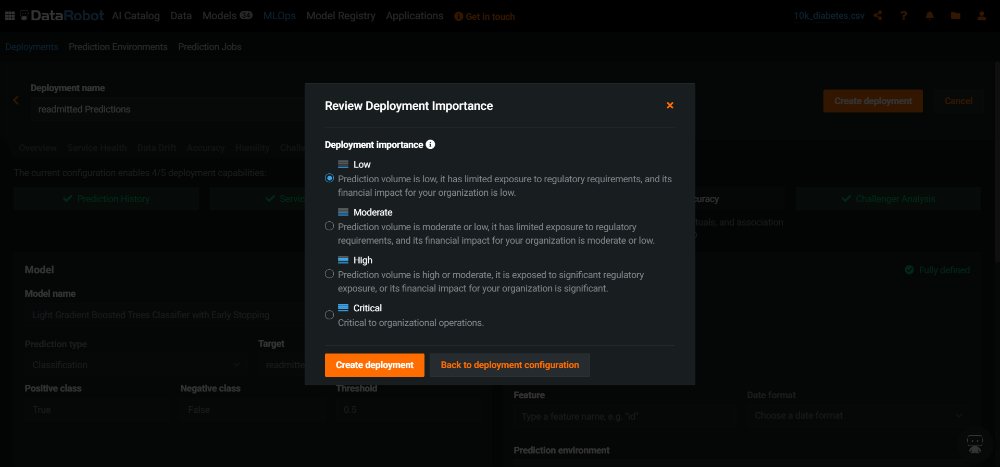 DataRobot AI Catalog Data Models 34 MLOps Model Registry Applications Get in touch 10k_diabetes.csv
Deployments Prediction Environments Prediction Jobs
Deployment name
readmitted Predictions
Create deployment Cancel
Overview Service Health Data Drift Accuracy Humility Challe
The current configuration enables 4/5 deployment capabilities:
Prediction History Servic curacy Challenger Analysis
tuals, and association
Model
Fully defined
Model name
Light Gradient Boosted Trees Classifier with Early Stopping
Prediction type Target
Classification readmitte
Positive class Negative class Threshold
True False 0.5
Feature Date format
Type a feature name, e.g. "id" Choose a date format
Prediction environment
Review Deployment Importance
Deployment importance
Low
Prediction volume is low, it has limited exposure to regulatory requirements, and its
financial impact for your organization is low.
Moderate
Prediction volume is moderate or low, it has limited exposure to regulatory
requirements, and its financial impact for your organization is moderate or low.
High
Prediction volume is high or moderate, it is exposed to significant regulatory
exposure, or its financial impact for your organization is significant.
Critical
Critical to organizational operations.
Create deployment Back to deployment configuration